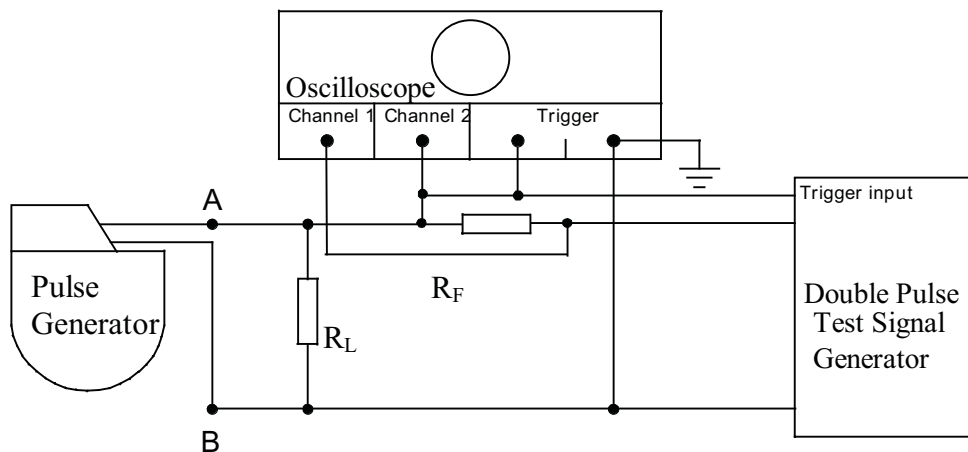 Oscilloscope
Channel 1
Channel 2
Trigger
A
Trigger input
Pulse
Generator
R_F
R_L
Double Pulse
Test Signal
Generator
B